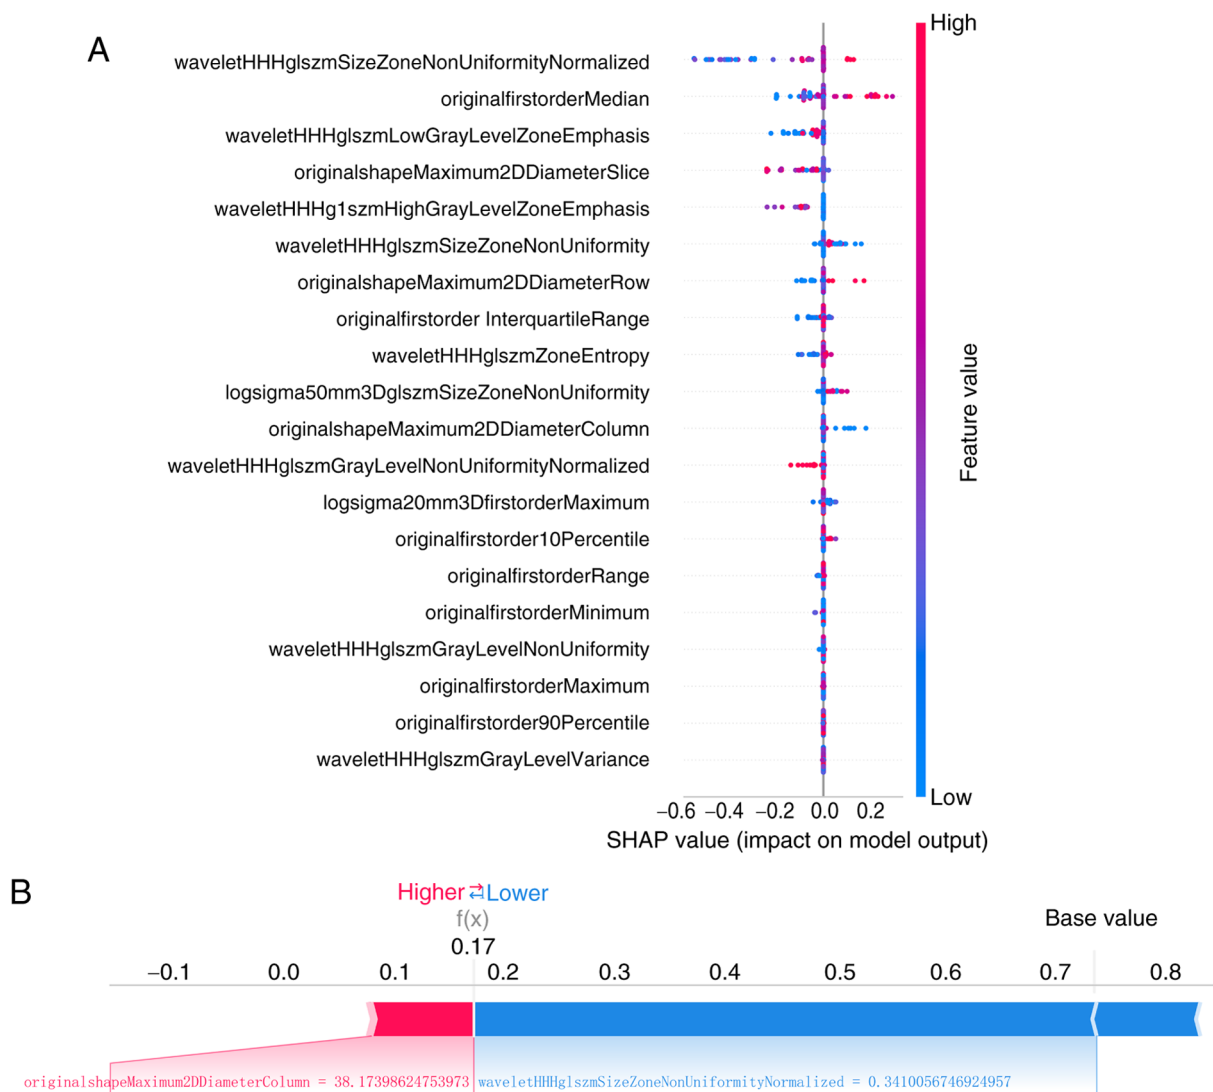 A
High
waveletHHHglszmSizeZoneNonUniformityNormalized
originalfirstorderMedian
waveletHHHglszmLowGrayLevelZoneEmphasis
originalshapeMaximum2DDiameterSlice
waveletHHHg1szmHighGrayLevelZoneEmphasis
waveletHHHglszmSizeZoneNonUniformity
originalshapeMaximum2DDiameterRow
originalfirstorder InterquartileRange
waveletHHHglszmZoneEntropy
logsigma50mm3DglszmSizeZoneNonUniformity
originalshapeMaximum2DDiameterColumn
waveletHHHglszmGrayLevelNonUniformityNormalized
logsigma20mm3DfirstorderMaximum
originalfirstorder10Percentile
originalfirstorderRange
originalfirstorderMinimum
waveletHHHglszmGrayLevelNonUniformity
originalfirstorderMaximum
originalfirstorder90Percentile
waveletHHHglszmGrayLevelVariance
Feature value
Low
−0.6 −0.4 −0.2 0.0 0.2
SHAP value (impact on model output)
B
Higher ⇄ Lower
f(x)
Base value
0.17
−0.1 0.0 0.1 0.2 0.3 0.4 0.5 0.6 0.7 0.8
originalshapeMaximum2DDiameterColumn = 38.17398624753973
waveletHHHglszmSizeZoneNonUniformityNormalized = 0.3410056746924957